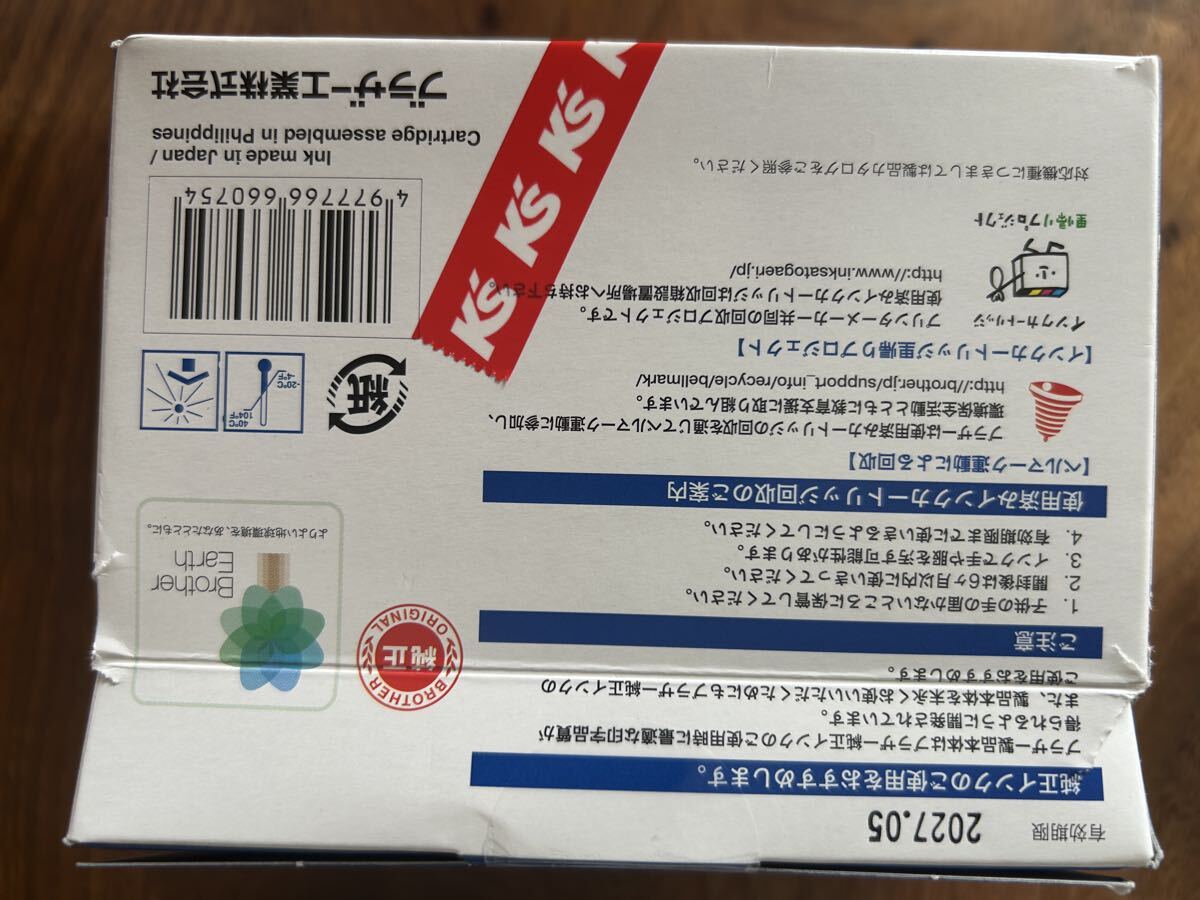 有効期限 2027.05
純正インクのご使用をおすすめします。
ブラザー製品本体はブラザー純正インクのご使用時に最適な印字品質が
得られるように開発されています。
また、製品本体を末永くお使いいただくためにもブラザー純正インクの
ご使用をおすすめします。
ご注意
1. 子供の手の届かないところに保管してください。
2. 開封後は6ヶ月以内に使いきってください。
3. インクで手や服を汚す可能性があります。
4. 有効期限までに使いきるようにしてください。
使用済みインクカートリッジ回収のご案内
【ベルマーク運動による回収】
ブラザーは使用済みカートリッジの回収を通じてベルマーク運動に参加し、
環境保全活動とともに教育支援に取り組んでいます。
http://brother.jp/support/recycle_info/bellmark/
【インクカートリッジ里帰りプロジェクト】
インクカートリッジ
里帰りプロジェクト
プリンターメーカー共同の回収プロジェクトです。
使用済みインクカートリッジは回収箱設置場所へお持ち下さい。
http://www.inksatogaeri.jp/
対応機種につきましては製品カタログをご参照ください。
BROTHER
純正
ORIGINAL
Brother
Earth
よりよい地球環境を、あなたとともに。
紙
40°C
104°F
-20°C
-4°F
4 977766 660754
Ink made in Japan /
Cartridge assembled in Philippines
ブラザー工業株式会社
K's K's K's K